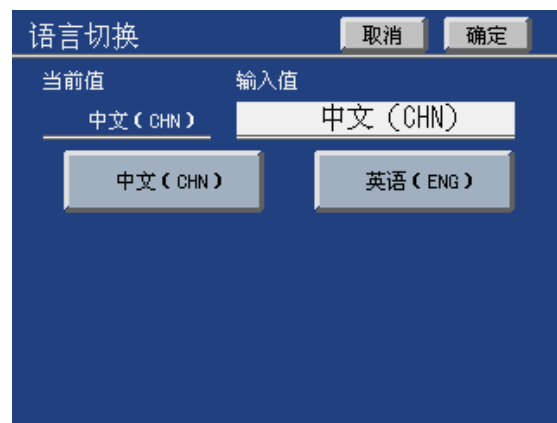 语言切换 取消 确定
当前值 输入值
中文(CHN) 中文(CHN)
中文(CHN) 英语(ENG)